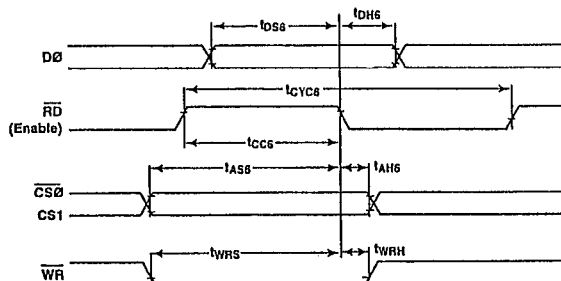 tDS6
tDH6
DØ
tCYC6
RD
(Enable)
tCC6
tAS6
tAH6
CSØ
CS1
tWRS
tWRH
WR